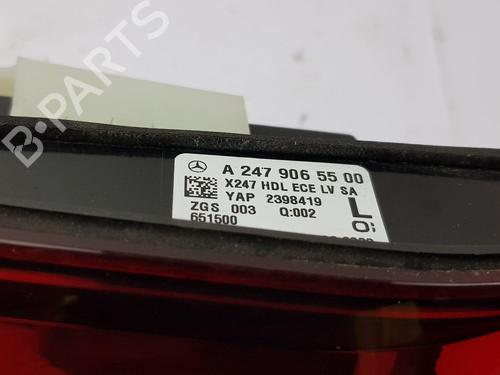 B-PARTS
A 247 906 55 00
X247 HDL ECE LV SA
YAP 2398419
ZGS 003 Q:002
651500
L